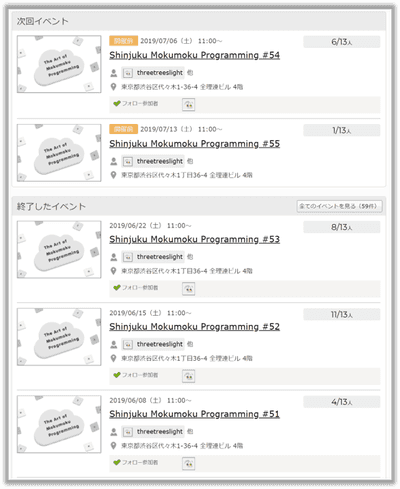 次回イベント
The Art of
Mokumoku
Programming
開催前 2019/07/06（土） 11:00～
6/13人
Shinjuku Mokumoku Programming #54
threetreeslight 他
東京都渋谷区代々木1-36-4 全理連ビル 4階
フォロー参加者
The Art of
Mokumoku
Programming
開催前 2019/07/13（土） 11:00～
1/13人
Shinjuku Mokumoku Programming #55
threetreeslight 他
東京都渋谷区代々木1丁目36-4 全理連ビル 4階
終了したイベント
全てのイベントを見る（59件）
The Art of
Mokumoku
Programming
2019/06/22（土） 11:00～
8/13人
Shinjuku Mokumoku Programming #53
threetreeslight 他
東京都渋谷区代々木1丁目36-4 全理連ビル 4階
フォロー参加者
The Art of
Mokumoku
Programming
2019/06/15（土） 11:00～
11/13人
Shinjuku Mokumoku Programming #52
threetreeslight 他
東京都渋谷区代々木1丁目36-4 全理連ビル 4階
フォロー参加者
The Art of
Mokumoku
Programming
2019/06/08（土） 11:00～
4/13人
Shinjuku Mokumoku Programming #51
threetreeslight 他
東京都渋谷区代々木1-36-4 全理連ビル 4階
フォロー参加者